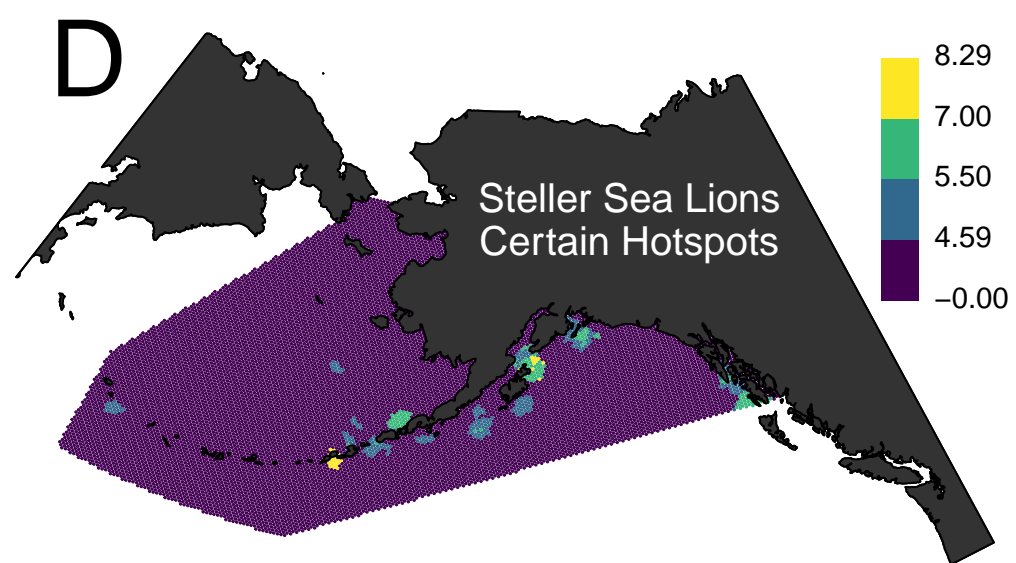 D
Steller Sea Lions
Certain Hotspots
8.29
7.00
5.50
4.59
−0.00